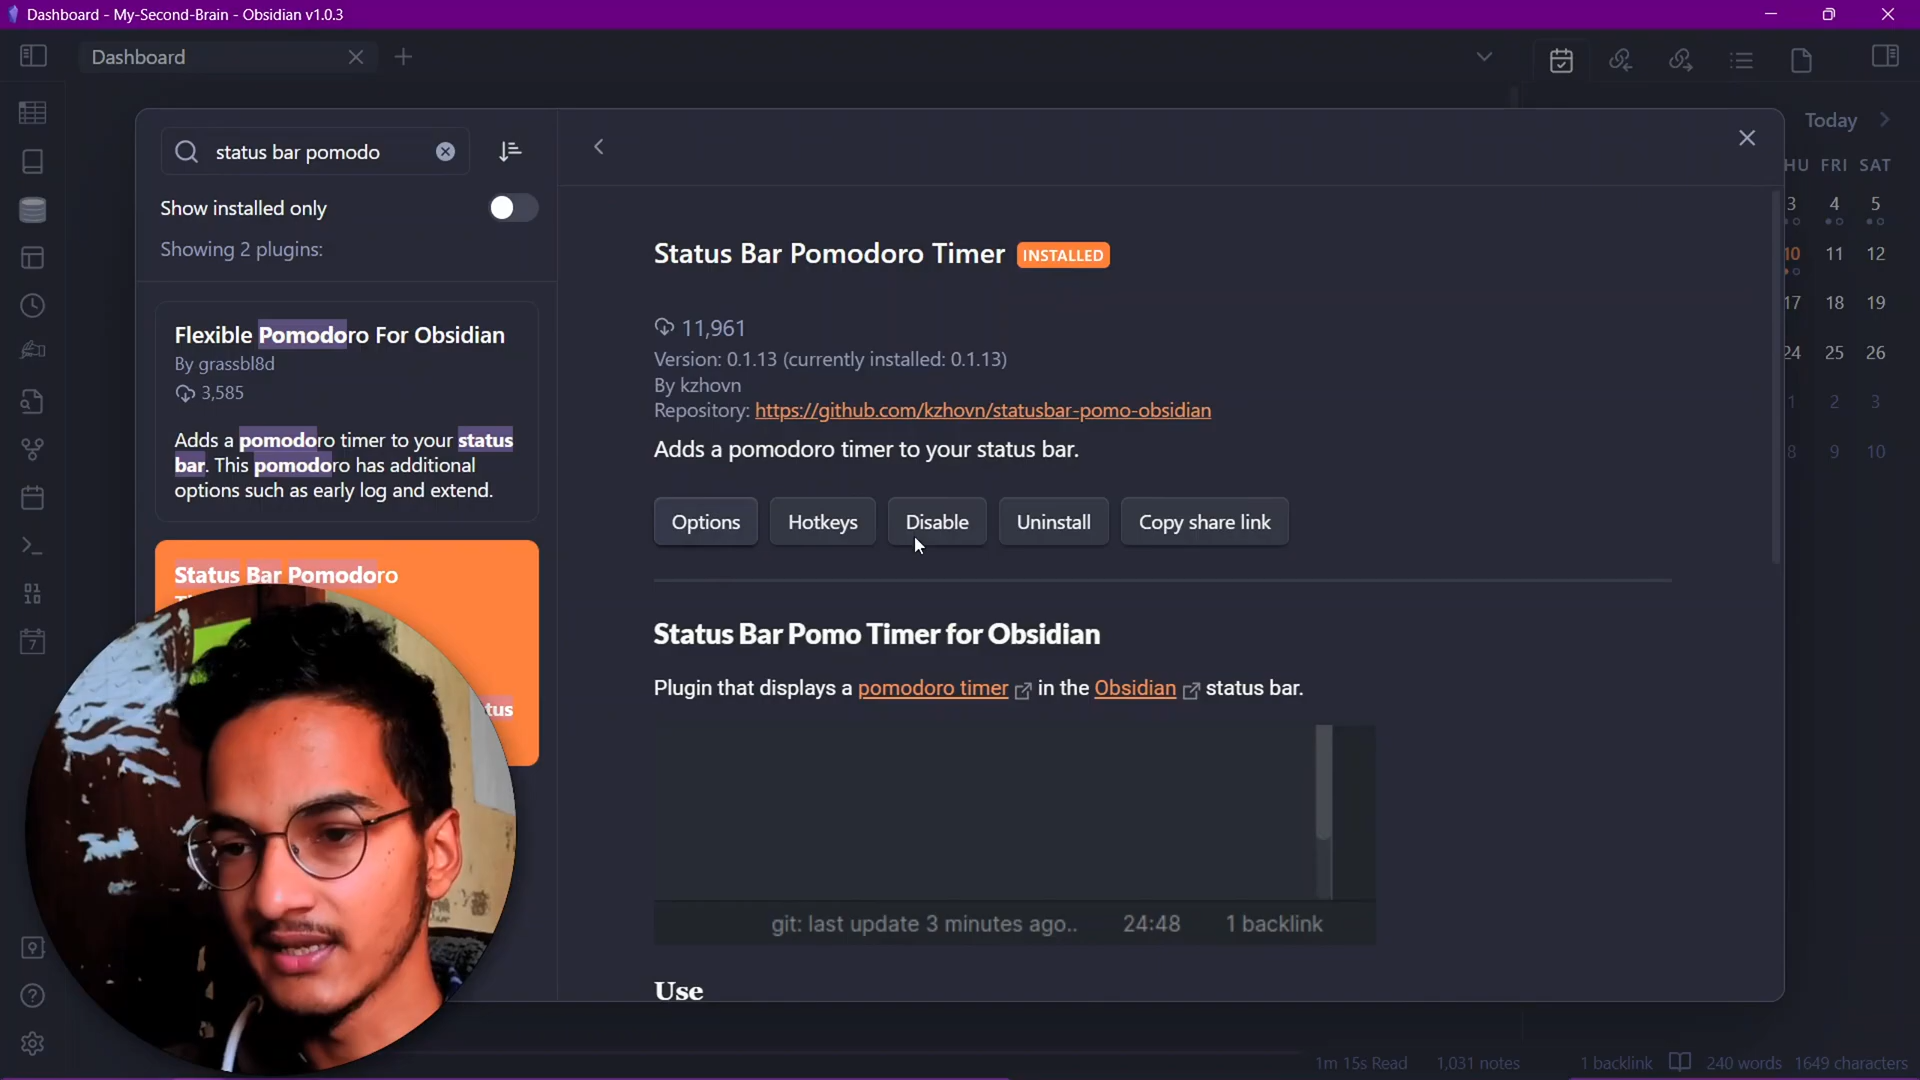 Dashboard - My-Second-Brain - Obsidian v1.0.3
Dashboard
status bar pomodo
Show installed only
Showing 2 plugins:
Flexible Pomodoro For Obsidian
By grassbl8d
3,585
Adds a pomodoro timer to your status
bar. This pomodoro has additional
options such as early log and extend.
Status Bar Pomodoro
tus
Status Bar Pomodoro Timer INSTALLED
11,961
Version: 0.1.13 (currently installed: 0.1.13)
By kzhovn
Repository: https://github.com/kzhovn/statusbar-pomo-obsidian
Adds a pomodoro timer to your status bar.
Options Hotkeys Disable Uninstall Copy share link
Status Bar Pomo Timer for Obsidian
Plugin that displays a pomodoro timer in the Obsidian status bar.
git: last update 3 minutes ago.. 24:48 1 backlink
Use
Today
HU FRI SAT
3 4 5
10 11 12
17 18 19
24 25 26
1 2 3
8 9 10
1m 15s Read 1,031 notes 1 backlink 240 words 1649 characters